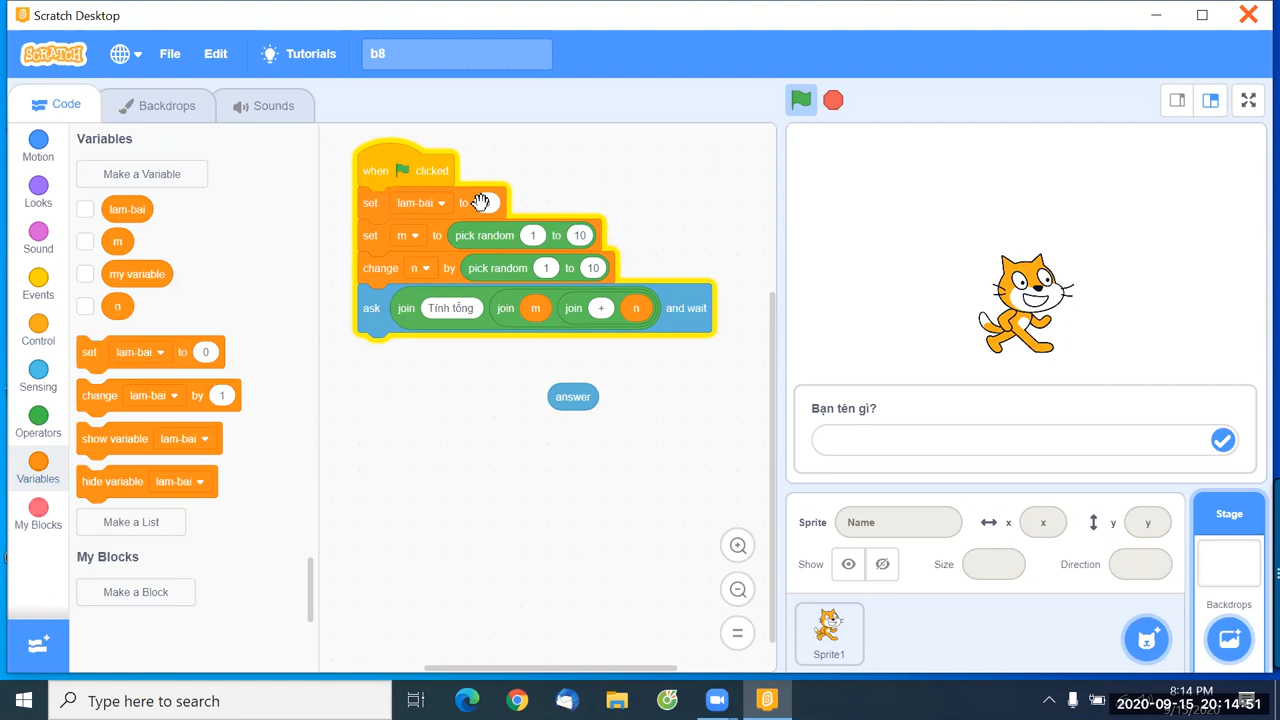 Scratch Desktop
SCRATCH
File
Edit
Tutorials
b8
Code
Backdrops
Sounds
Motion
Looks
Sound
Events
Control
Sensing
Operators
Variables
My Blocks
Variables
Make a Variable
lam-bai
m
my variable
n
set lam-bai to 0
change lam-bai by 1
show variable lam-bai
hide variable lam-bai
Make a List
My Blocks
Make a Block
when clicked
set lam-bai to
set m to pick random 1 to 10
change n by pick random 1 to 10
ask join Tính tổng join m join + n and wait
answer
Bạn tên gì?
Sprite Name x x y y
Show Size Direction
Sprite1
Stage
Backdrops
Type here to search
8:14 PM
2020-09-15 20:14:51